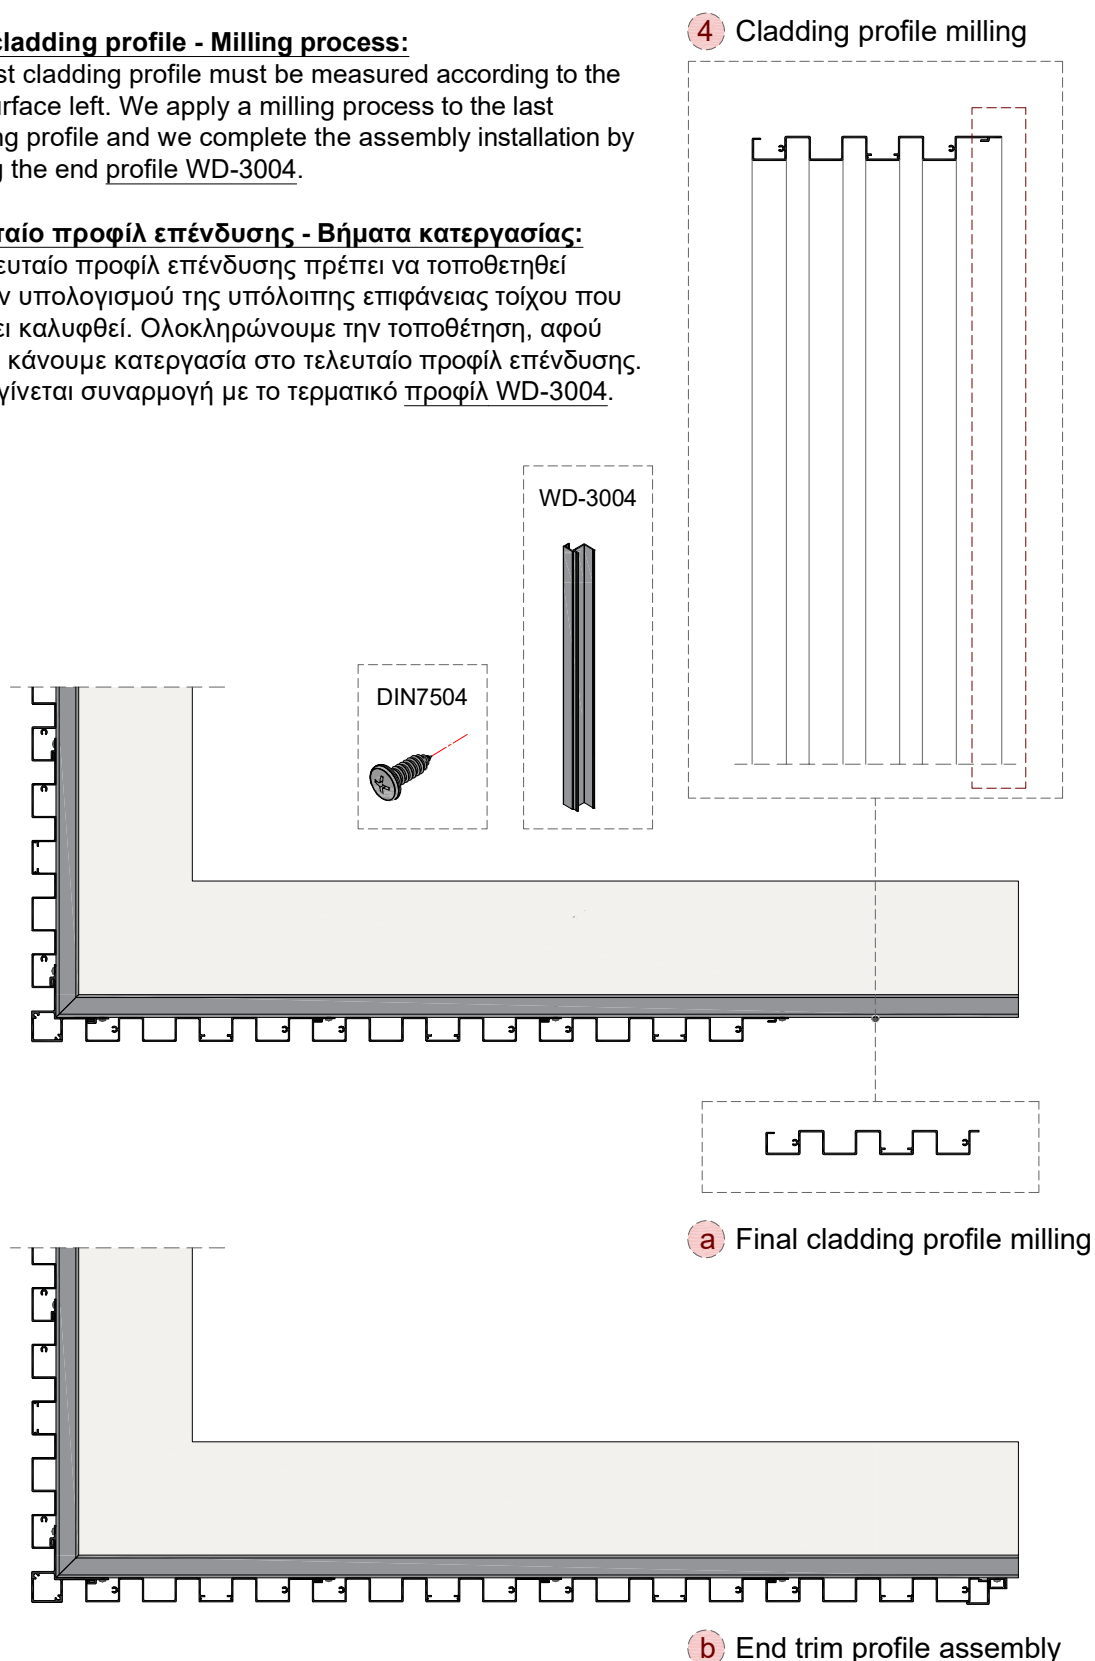 cladding profile - Milling process:
st cladding profile must be measured according to the
urface left. We apply a milling process to the last
ng profile and we complete the assembly installation by
g the end profile WD-3004.
ταίο προφίλ επένδυσης - Βήματα κατεργασίας:
ευταίο προφίλ επένδυσης πρέπει να τοποθετηθεί
ν υπολογισμού της υπόλοιπης επιφάνειας τοίχου που
ει καλυφθεί. Ολοκληρώνουμε την τοποθέτηση, αφού
κάνουμε κατεργασία στο τελευταίο προφίλ επένδυσης.
γίνεται συναρμογή με το τερματικό προφίλ WD-3004.
4 Cladding profile milling
WD-3004
DIN7504
a Final cladding profile milling
b End trim profile assembly